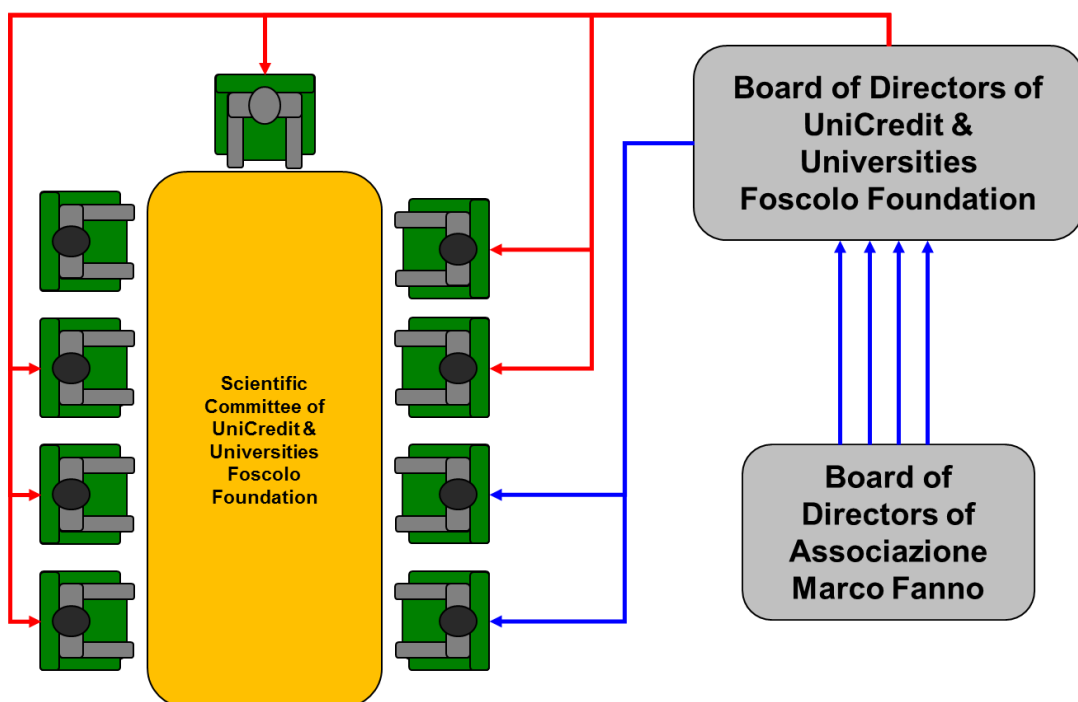 Board of Directors of
UniCredit &
Universities
Foscolo Foundation
Scientific
Committee of
UniCredit &
Universities
Foscolo
Foundation
Board of
Directors of
Associazione
Marco Fanno